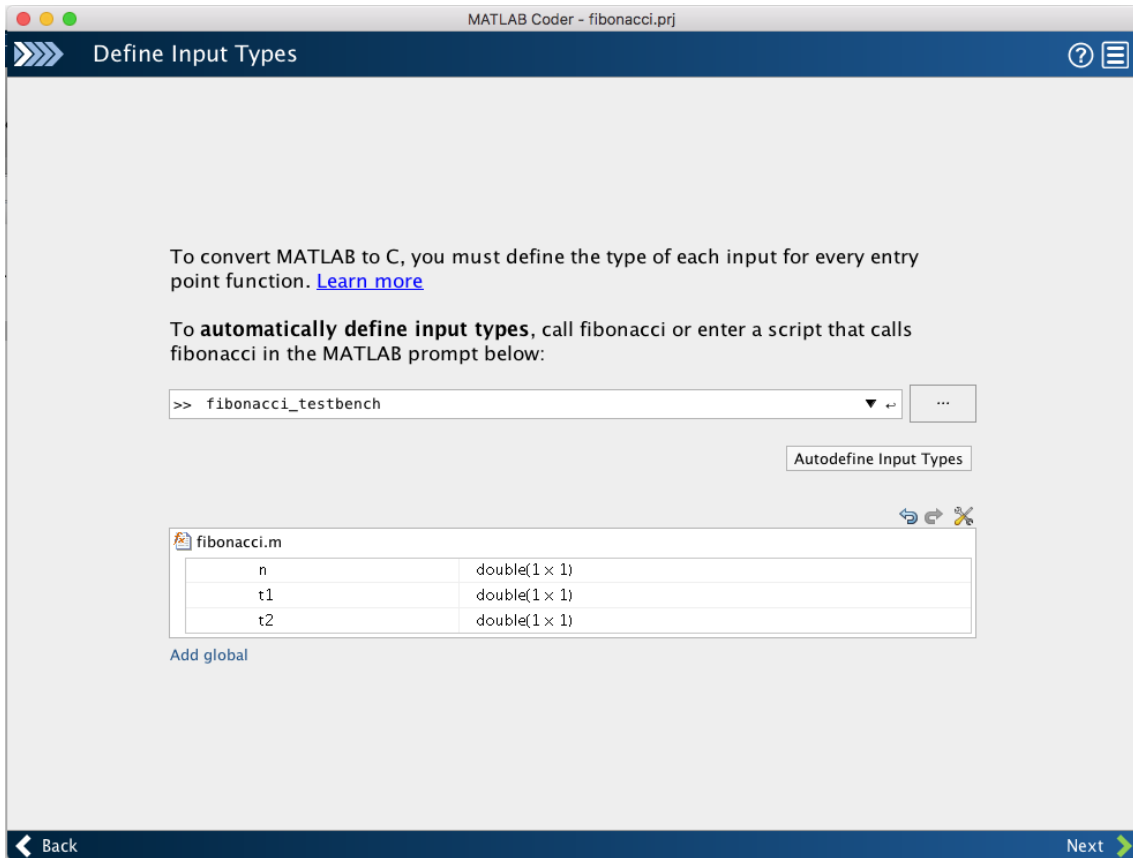 MATLAB Coder - fibonacci.prj
Define Input Types
To convert MATLAB to C, you must define the type of each input for every entry
point function. Learn more
To automatically define input types, call fibonacci or enter a script that calls
fibonacci in the MATLAB prompt below:
>> fibonacci_testbench
...
Autodefine Input Types
fibonacci.m
n double(1 × 1)
t1 double(1 × 1)
t2 double(1 × 1)
Add global
Back Next